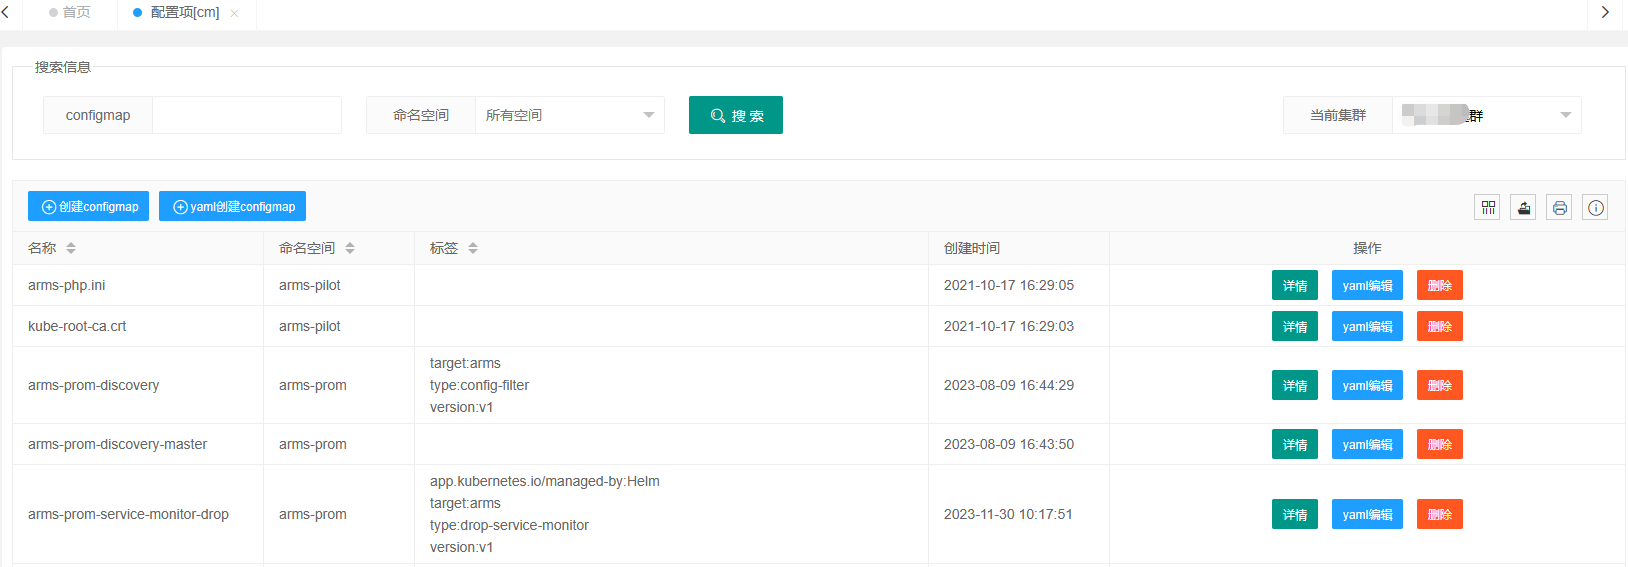 首页
配置项[cm]
搜索信息
configmap
命名空间 所有空间
搜 索
当前集群 群
创建configmap yaml创建configmap
名称 命名空间 标签 创建时间 操作
arms-php.ini arms-pilot 2021-10-17 16:29:05 详情 yaml编辑 删除
kube-root-ca.crt arms-pilot 2021-10-17 16:29:03 详情 yaml编辑 删除
target:arms
type:config-filter
arms-prom-discovery arms-prom 2023-08-09 16:44:29 详情 yaml编辑 删除
version:v1
arms-prom-discovery-master arms-prom 2023-08-09 16:43:50 详情 yaml编辑 删除
app.kubernetes.io/managed-by:Helm
target:arms
arms-prom-service-monitor-drop arms-prom 2023-11-30 10:17:51 详情 yaml编辑 删除
type:drop-service-monitor
version:v1